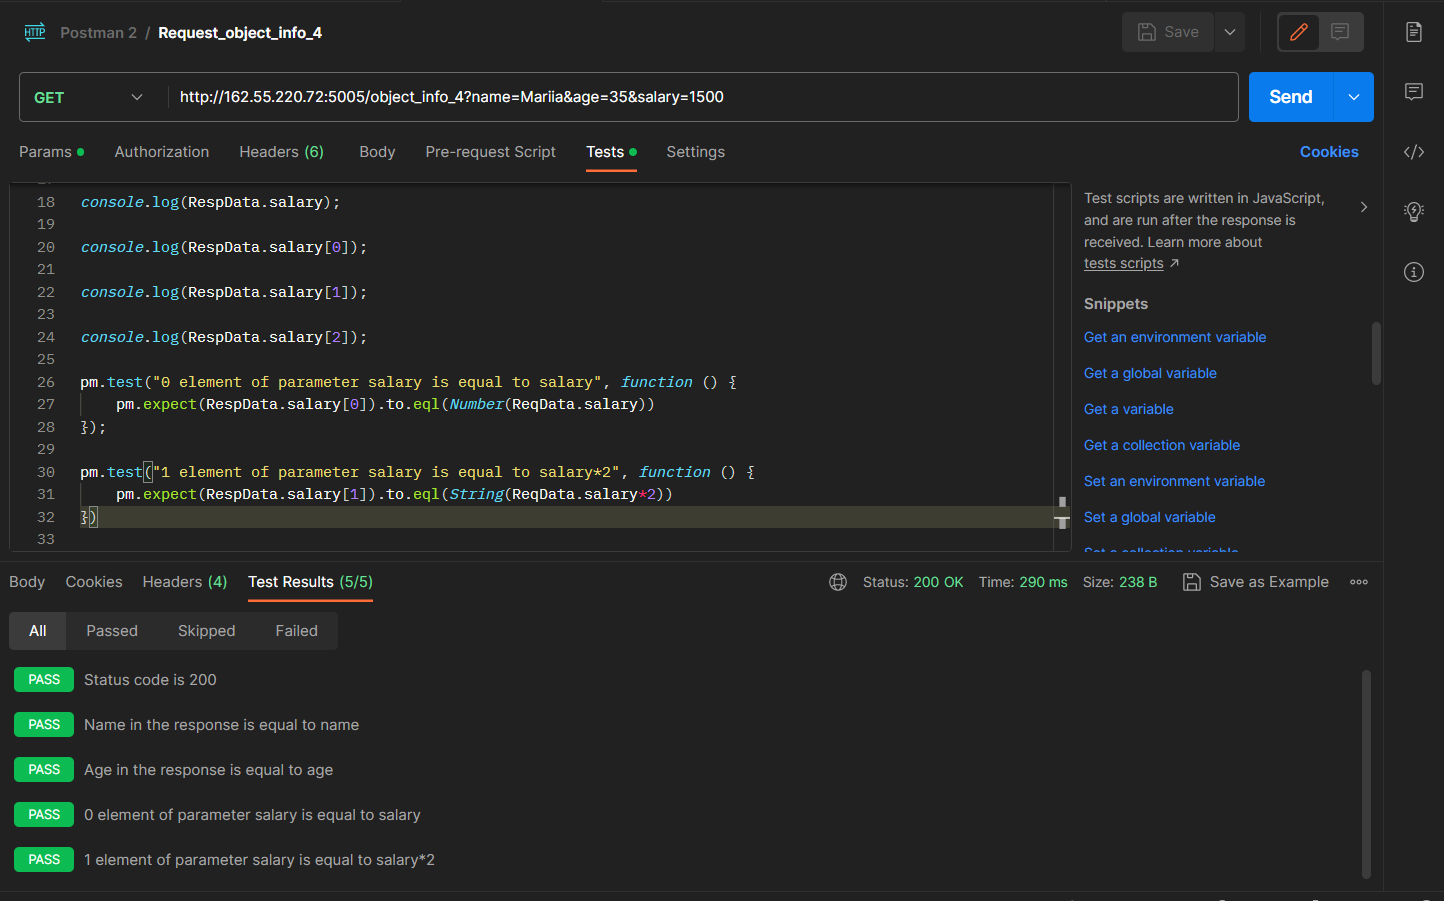 HTTP Postman 2 / Request_object_info_4 Save
GET http://162.55.220.72:5005/object_info_4?name=Mariia&age=35&salary=1500 Send
Params Authorization Headers (6) Body Pre-request Script Tests Settings Cookies
18 console.log(RespData.salary);
19
20 console.log(RespData.salary[0]);
21
22 console.log(RespData.salary[1]);
23
24 console.log(RespData.salary[2]);
25
26 pm.test("0 element of parameter salary is equal to salary", function () {
27 pm.expect(RespData.salary[0]).to.eql(Number(ReqData.salary))
28 });
29
30 pm.test("1 element of parameter salary is equal to salary*2", function () {
31 pm.expect(RespData.salary[1]).to.eql(String(ReqData.salary*2))
32 })
33
Test scripts are written in JavaScript,
and are run after the response is
received. Learn more about
tests scripts ↗
Snippets
Get an environment variable
Get a global variable
Get a variable
Get a collection variable
Set an environment variable
Set a global variable
Set a collection variable
Body Cookies Headers (4) Test Results (5/5) Status: 200 OK Time: 290 ms Size: 238 B Save as Example
All Passed Skipped Failed
PASS Status code is 200
PASS Name in the response is equal to name
PASS Age in the response is equal to age
PASS 0 element of parameter salary is equal to salary
PASS 1 element of parameter salary is equal to salary*2